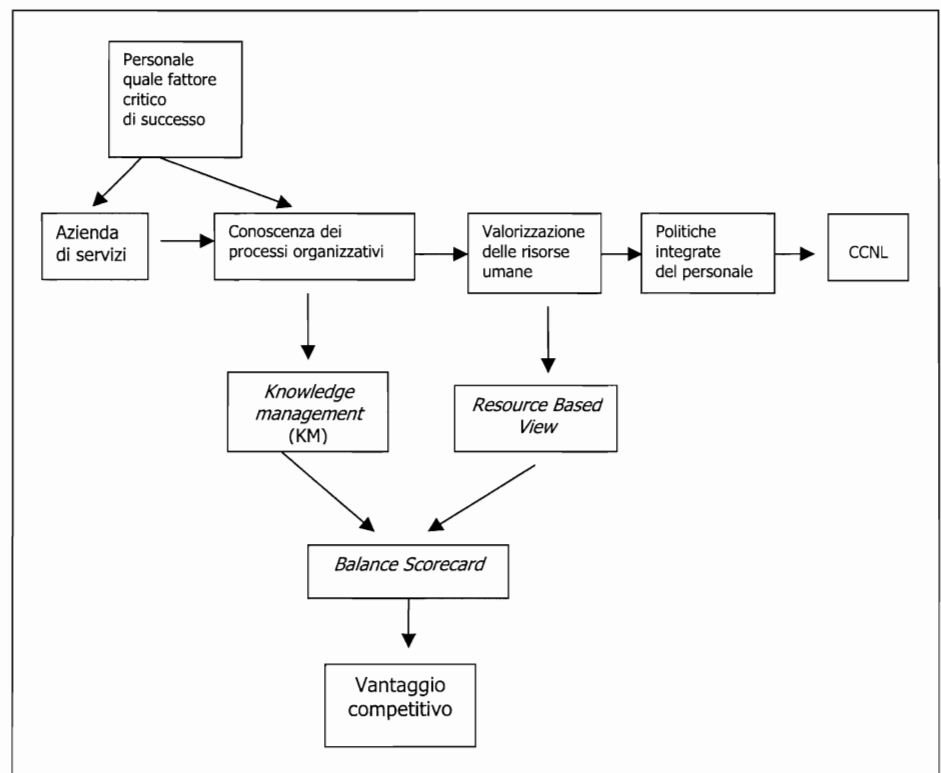 Personale
quale fattore
critico
di successo
Azienda
di servizi
Conoscenza dei
processi organizzativi
Valorizzazione
delle risorse
umane
Politiche
integrate
del personale
CCNL
Knowledge
management
(KM)
Resource Based
View
Balance Scorecard
Vantaggio
competitivo